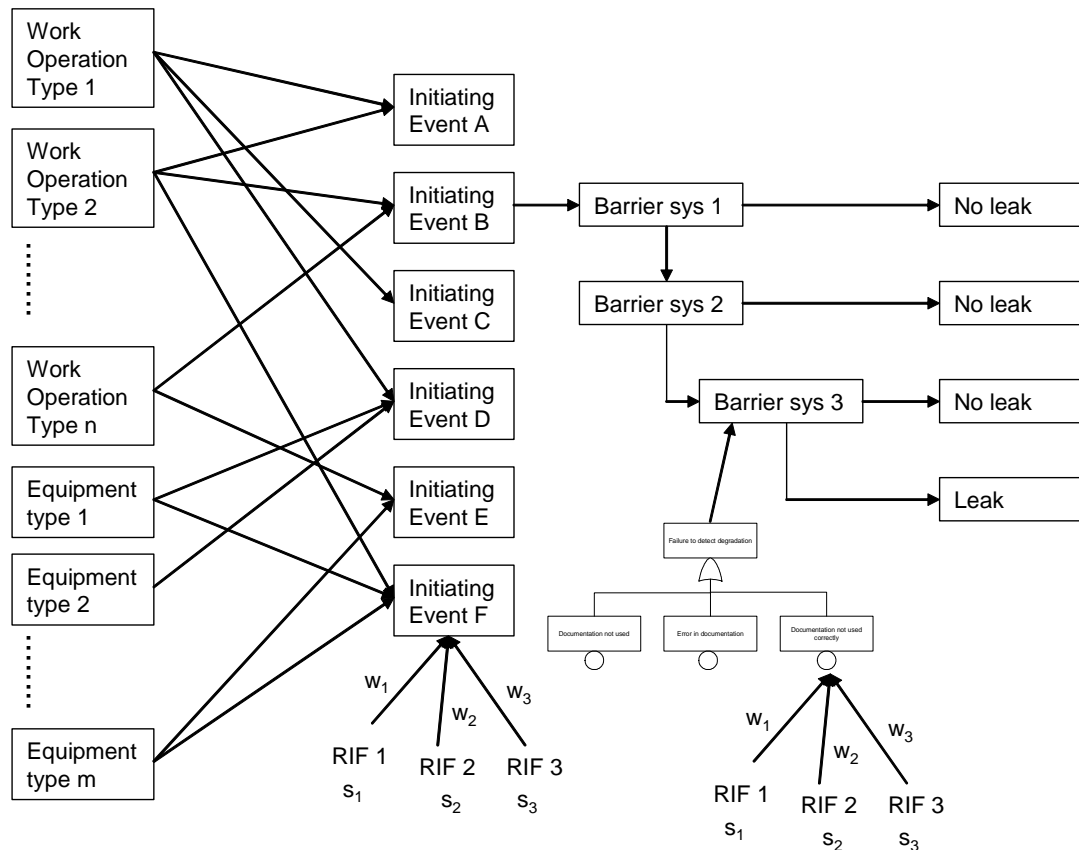 Work
Operation
Type 1
Work
Operation
Type 2
Work
Operation
Type n
Equipment
type 1
Equipment
type 2
Equipment
type m
Initiating
Event A
Initiating
Event B
Initiating
Event C
Initiating
Event D
Initiating
Event E
Initiating
Event F
w1
w2
w3
RIF 1
s1
RIF 2
s2
RIF 3
s3
Barrier sys 1
No leak
Barrier sys 2
No leak
Barrier sys 3
No leak
Leak
Failure to detect degradation
Documentation not used
Error in documentation
Documentation not used
correctly
w1
w2
w3
RIF 1
s1
RIF 2
s2
RIF 3
s3